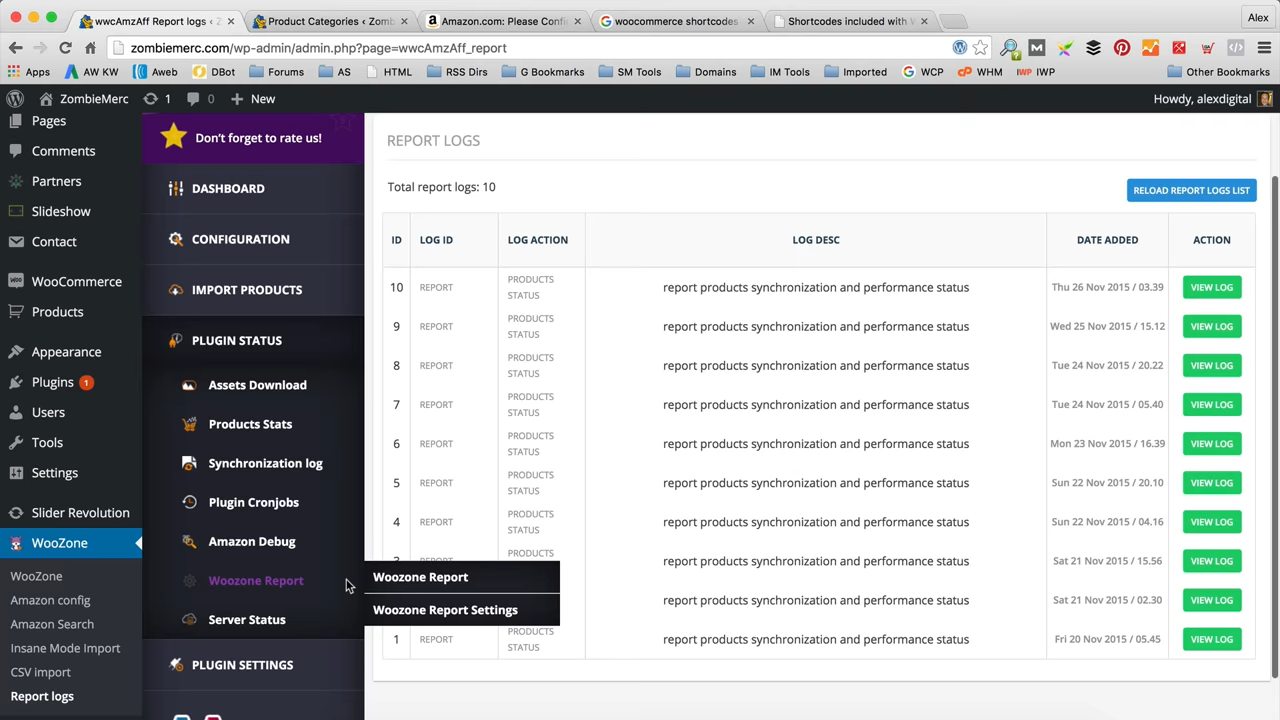 wwcAmzAff Report logs ‹ 
Product Categories ‹ Zomb
Amazon.com: Please Confi
woocommerce shortcodes
Shortcodes included with W
Alex
zombiemerc.com/wp-admin/admin.php?page=wwcAmzAff_report
Apps
AW KW
Aweb
DBot
Forums
AS
HTML
RSS Dirs
G Bookmarks
SM Tools
Domains
IM Tools
Imported
WCP
WHM
IWP
Other Bookmarks
ZombieMerc
1
0
New
Howdy, alexdigital
Pages
Comments
Partners
Slideshow
Contact
WooCommerce
Products
Appearance
Plugins 1
Users
Tools
Settings
Slider Revolution
WooZone
WooZone
Amazon config
Amazon Search
Insane Mode Import
CSV import
Report logs
Don't forget to rate us!
DASHBOARD
CONFIGURATION
IMPORT PRODUCTS
PLUGIN STATUS
Assets Download
Products Stats
Synchronization log
Plugin Cronjobs
Amazon Debug
Woozone Report
Server Status
PLUGIN SETTINGS
Woozone Report
Woozone Report Settings
REPORT LOGS
Total report logs: 10
RELOAD REPORT LOGS LIST
ID LOG ID LOG ACTION LOG DESC DATE ADDED ACTION
10 REPORT PRODUCTS STATUS report products synchronization and performance status Thu 26 Nov 2015 / 03.39 VIEW LOG
9 REPORT PRODUCTS STATUS report products synchronization and performance status Wed 25 Nov 2015 / 15.12 VIEW LOG
8 REPORT PRODUCTS STATUS report products synchronization and performance status Tue 24 Nov 2015 / 20.22 VIEW LOG
7 REPORT PRODUCTS STATUS report products synchronization and performance status Tue 24 Nov 2015 / 05.40 VIEW LOG
6 REPORT PRODUCTS STATUS report products synchronization and performance status Mon 23 Nov 2015 / 16.39 VIEW LOG
5 REPORT PRODUCTS STATUS report products synchronization and performance status Sun 22 Nov 2015 / 20.10 VIEW LOG
4 REPORT PRODUCTS STATUS report products synchronization and performance status Sun 22 Nov 2015 / 04.16 VIEW LOG
REPORT PRODUCTS report products synchronization and performance status Sat 21 Nov 2015 / 15.56 VIEW LOG
report products synchronization and performance status Sat 21 Nov 2015 / 02.30 VIEW LOG
1 REPORT PRODUCTS STATUS report products synchronization and performance status Fri 20 Nov 2015 / 05.45 VIEW LOG